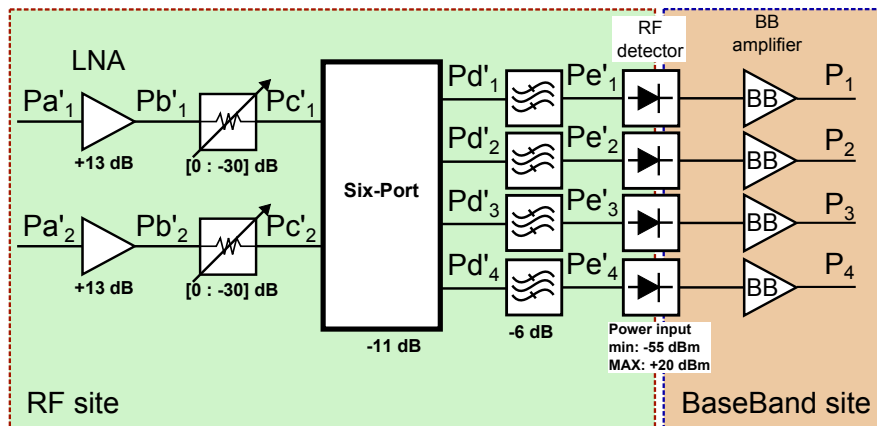 RF
detector
BB
amplifier
LNA
Pa'1 Pb'1 Pc'1 Pd'1 Pe'1 BB P1
+13 dB [0 : -30] dB
Pd'2 Pe'2 BB P2
Six-Port
Pa'2 Pb'2 Pc'2 Pd'3 Pe'3 BB P3
+13 dB [0 : -30] dB
Pd'4 Pe'4 BB P4
-11 dB -6 dB
Power input
min: -55 dBm
MAX: +20 dBm
RF site BaseBand site